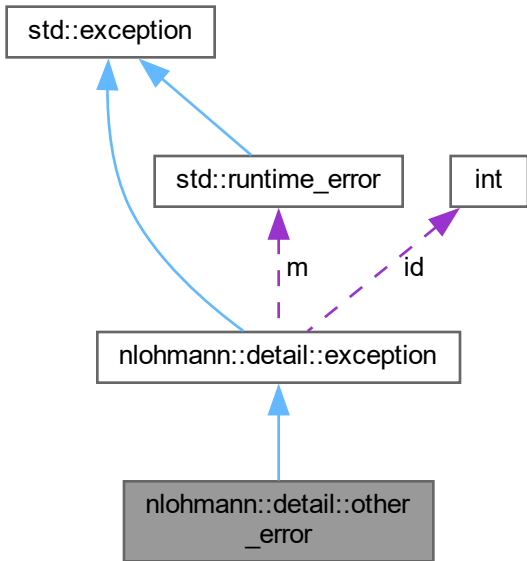 std::exception
std::runtime_error
int
m
id
nlohmann::detail::exception
nlohmann::detail::other
_error